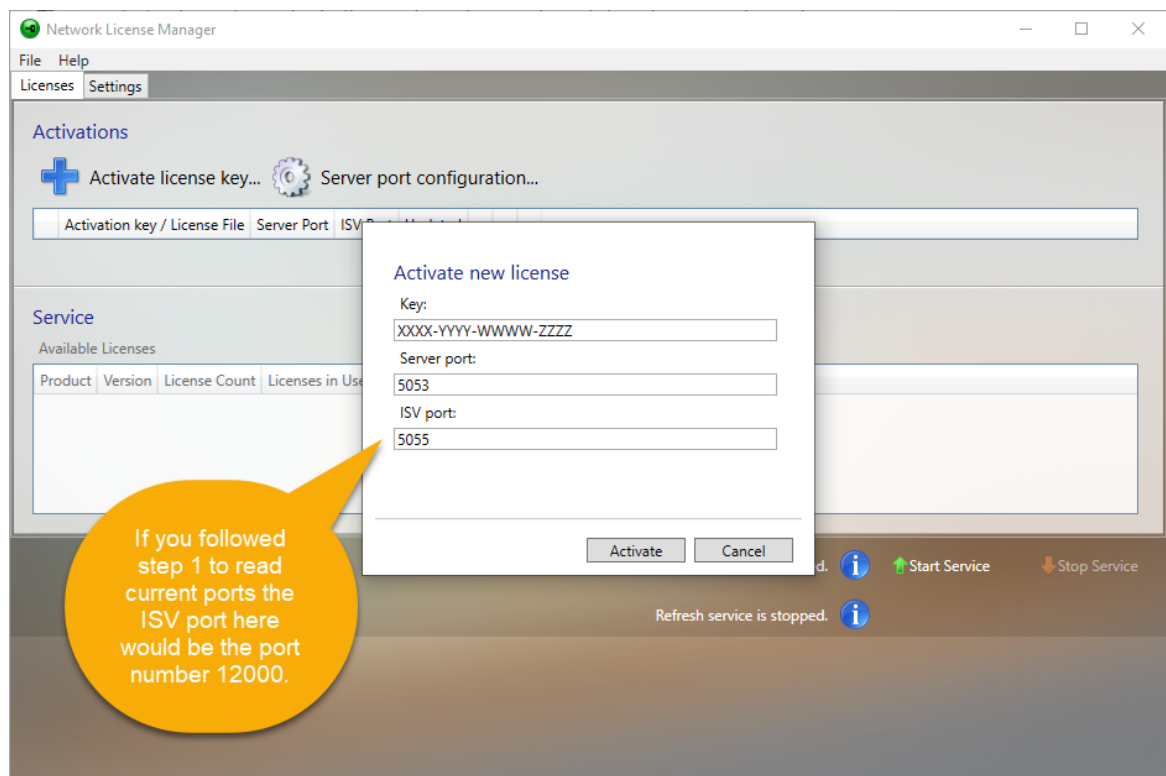 Network License Manager
File Help
Licenses Settings
Activations
Activate license key... Server port configuration...
Activation key / License File Server Port ISV
Activate new license
Key:
XXXX-YYYY-WWWW-ZZZZ
Server port:
5053
ISV port:
5055
Activate Cancel
Service
Available Licenses
Product Version License Count Licenses in Use
If you followed
step 1 to read
current ports the
ISV port here
would be the port
number 12000.
Start Service Stop Service
Refresh service is stopped.